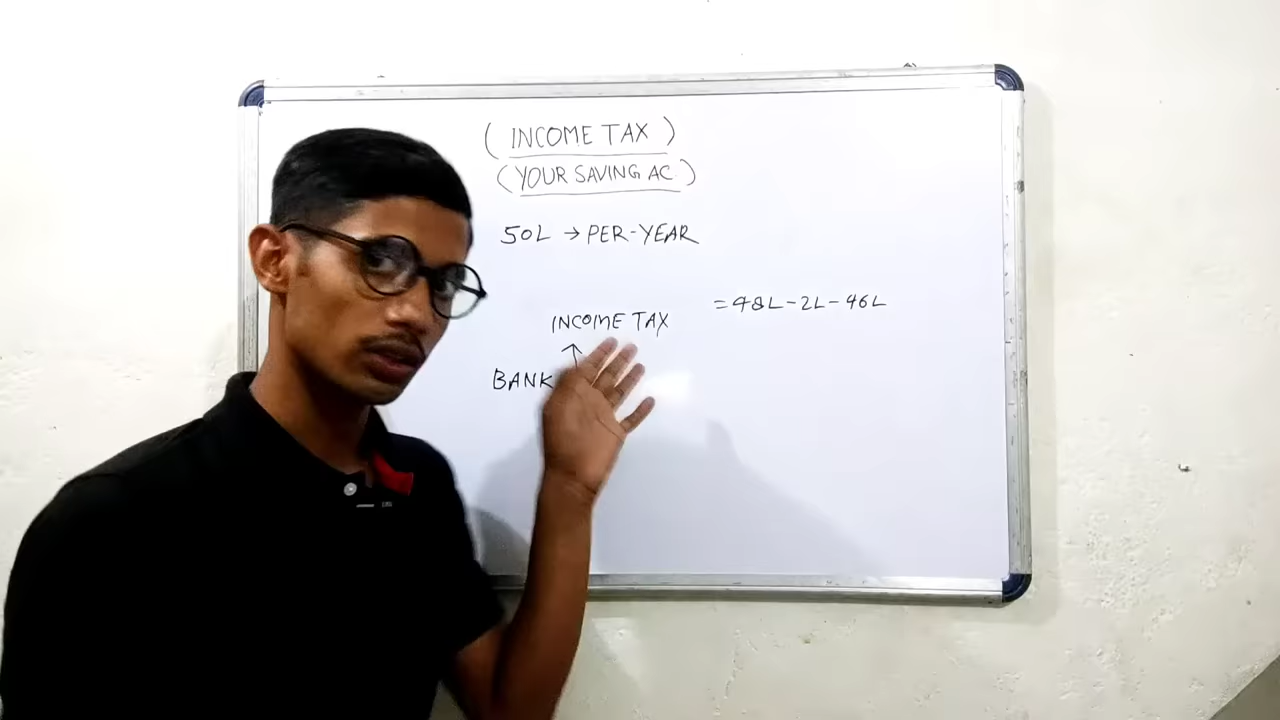 ( INCOME TAX )
( YOUR SAVING AC )
50L → PER-YEAR
= 48L - 2L - 46L
INCOME TAX
↑
BANK